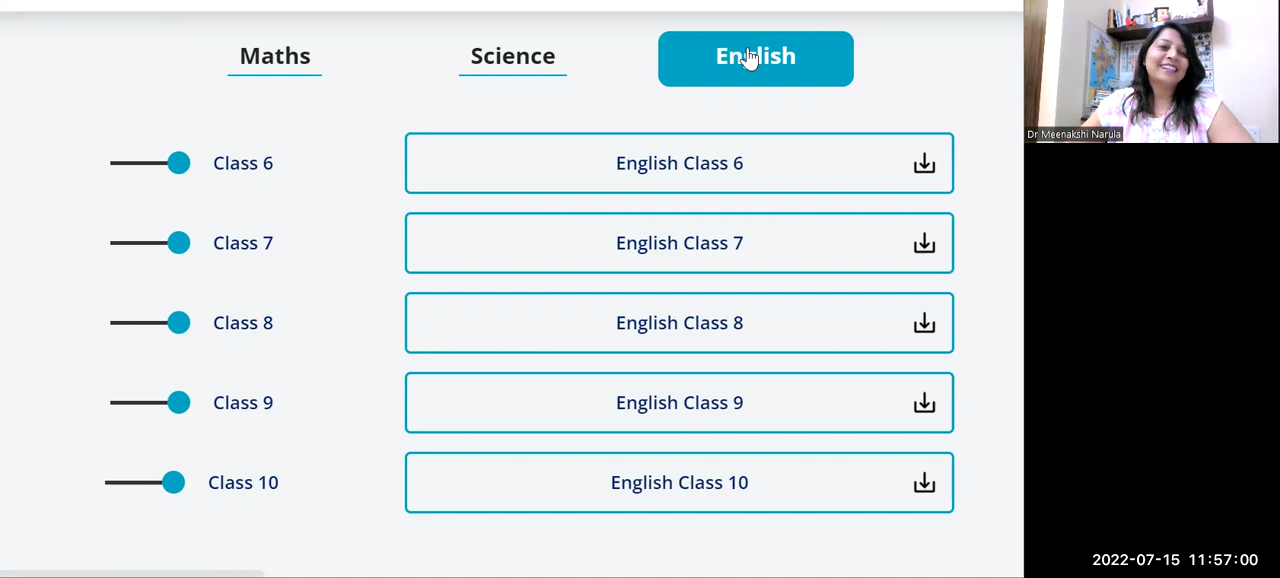 Maths Science English
Class 6 English Class 6
Class 7 English Class 7
Class 8 English Class 8
Class 9 English Class 9
Class 10 English Class 10
Dr Meenakshi Narula
2022-07-15 11:57:00